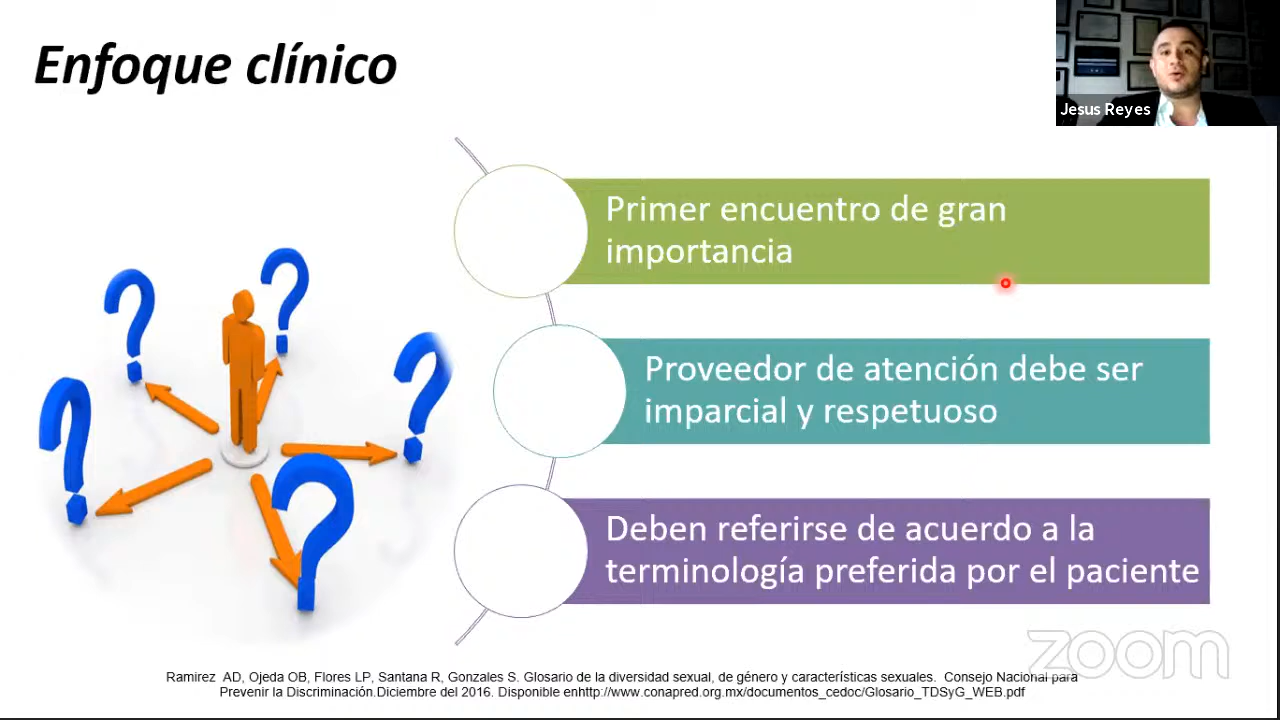 Enfoque clínico
Jesus Reyes
Primer encuentro de gran
importancia
Proveedor de atención debe ser
imparcial y respetuoso
Deben referirse de acuerdo a la
terminología preferida por el paciente
zoom
Ramirez AD, Ojeda OB, Flores LP, Santana R, Gonzales S. Glosario de la diversidad sexual, de género y características sexuales. Consejo Nacional para
Prevenir la Discriminación.Diciembre del 2016. Disponible enhttp://www.conapred.org.mx/documentos_cedoc/Glosario_TDSyG_WEB.pdf